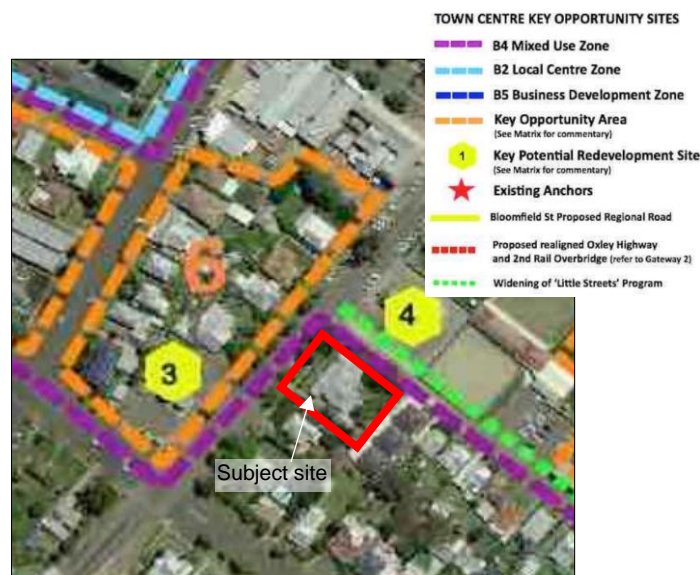 TOWN CENTRE KEY OPPORTUNITY SITES
B4 Mixed Use Zone
B2 Local Centre Zone
B5 Business Development Zone
Key Opportunity Area
(See Matrix for commentary)
1
Key Potential Redevelopment Site
(See Matrix for commentary)
Existing Anchors
Bloomfield St Proposed Regional Road
Proposed realigned Oxley Highway
and 2nd Rail Overbridge (refer to Gateway 2)
Widening of 'Little Streets' Program
6
4
3
Subject site